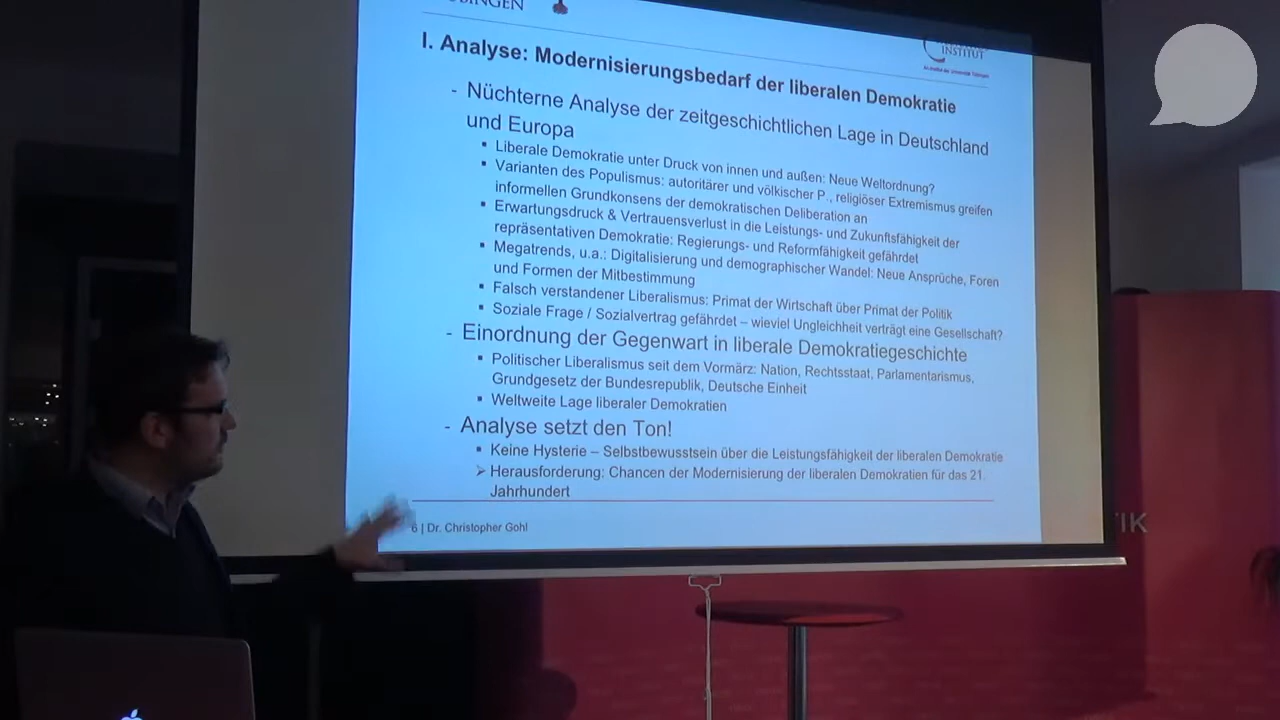 INGEN
INSTITUT
I. Analyse: Modernisierungsbedarf der liberalen Demokratie
- Nüchterne Analyse der zeitgeschichtlichen Lage in Deutschland
und Europa
▪ Liberale Demokratie unter Druck von innen und außen: Neue Weltordnung?
▪ Varianten des Populismus: autoritärer und völkischer P., religiöser Extremismus greifen
informellen Grundkonsens der demokratischen Deliberation an
▪ Erwartungsdruck & Vertrauensverlust in die Leistungs- und Zukunftsfähigkeit der
repräsentativen Demokratie: Regierungs- und Reformfähigkeit gefährdet
▪ Megatrends, u.a.: Digitalisierung und demographischer Wandel: Neue Ansprüche, Foren
und Formen der Mitbestimmung
▪ Falsch verstandener Liberalismus: Primat der Wirtschaft über Primat der Politik
▪ Soziale Frage / Sozialvertrag gefährdet – wieviel Ungleichheit verträgt eine Gesellschaft?
- Einordnung der Gegenwart in liberale Demokratiegeschichte
▪ Politischer Liberalismus seit dem Vormärz: Nation, Rechtsstaat, Parlamentarismus,
Grundgesetz der Bundesrepublik, Deutsche Einheit
▪ Weltweite Lage liberaler Demokratien
- Analyse setzt den Ton!
▪ Keine Hysterie – Selbstbewusstsein über die Leistungsfähigkeit der liberalen Demokratie
➢ Herausforderung: Chancen der Modernisierung der liberalen Demokratien für das 21.
Jahrhundert
6 | Dr. Christopher Gohl
IK